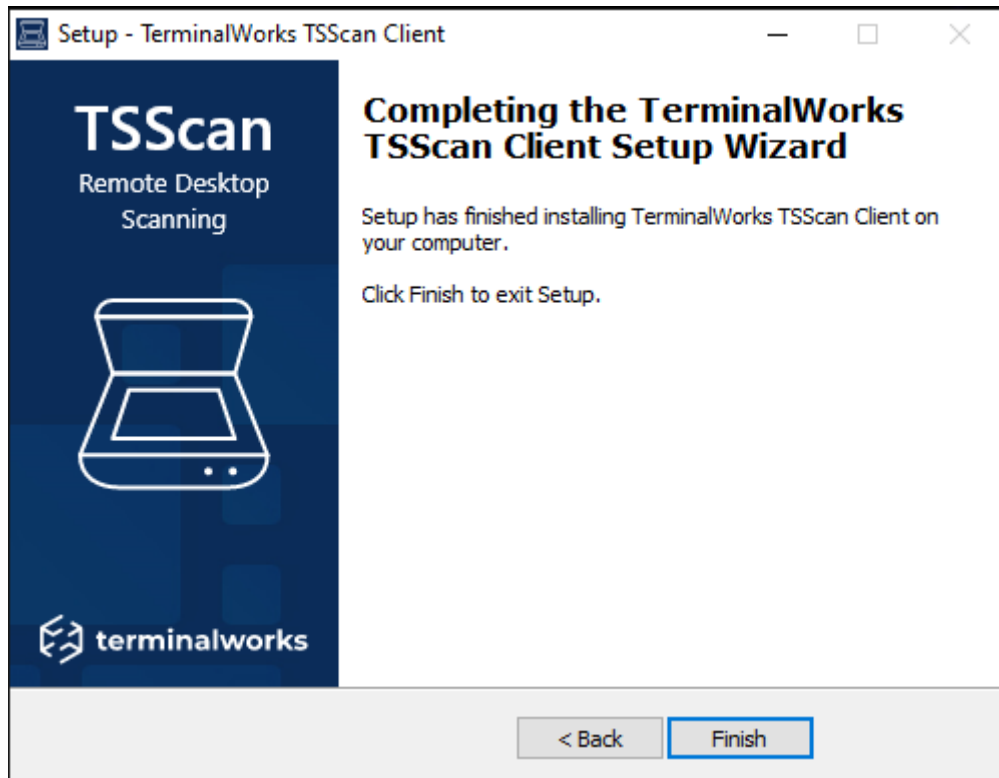 Setup - TerminalWorks TSScan Client
TSScan
Remote Desktop
Scanning
terminalworks
Completing the TerminalWorks
TSScan Client Setup Wizard
Setup has finished installing TerminalWorks TSScan Client on
your computer.
Click Finish to exit Setup.
< Back
Finish